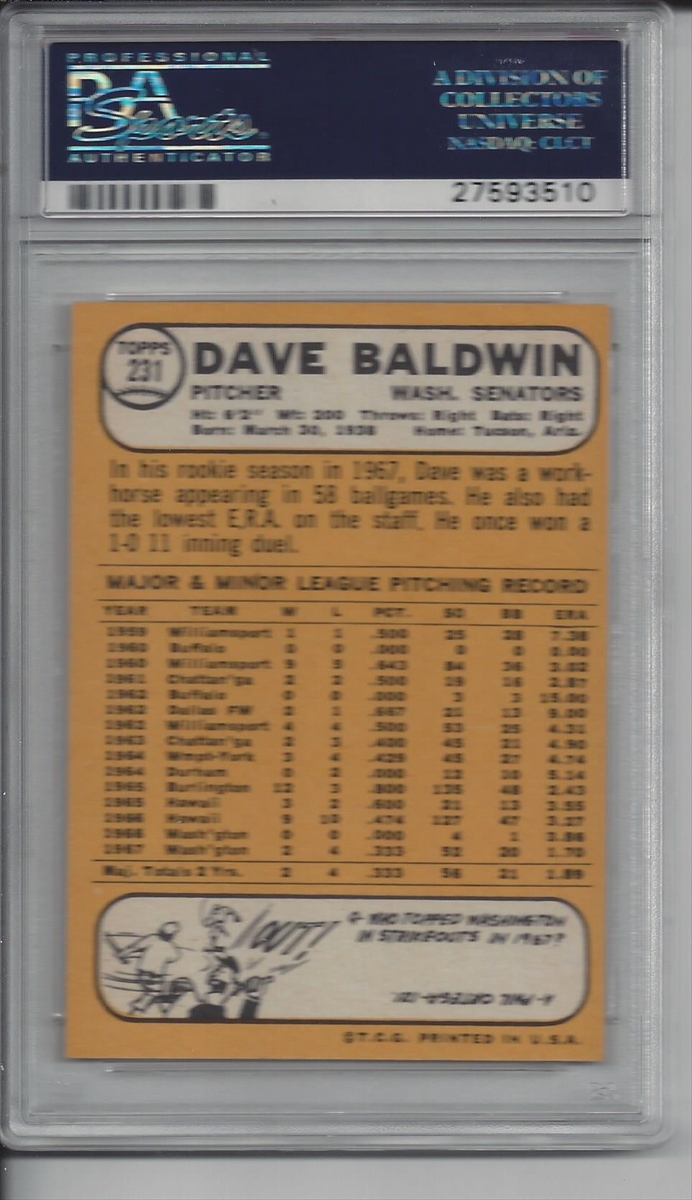 PROFESSIONAL
PSA
Sports
AUTHENTICATOR
A DIVISION OF
COLLECTORS
UNIVERSE
NASDAQ: CLCT
27593510
TOPPS
231
DAVE BALDWIN
PITCHER WASH. SENATORS
Ht: 6'2" Wt: 200 Throws: Right Bats: Right
Born: March 30, 1938 Home: Tucson, Ariz.
In his rookie season in 1967, Dave was a work-
horse appearing in 58 ballgames. He also had
the lowest E.R.A. on the staff. He once won a
1-0 11 inning duel.
MAJOR & MINOR LEAGUE PITCHING RECORD
YEAR TEAM W L PCT. SO BB ERA
1959 Williamsport 1 1 .500 25 28 7.36
1960 Buffalo 0 0 .000 0 0 0.00
1960 Williamsport 9 5 .643 84 36 3.02
1961 Chattan'ga 2 2 .500 19 16 2.87
1962 Buffalo 0 0 .000 3 3 15.00
1962 Dallas FW 2 1 .667 21 13 9.00
1962 Williamsport 4 4 .500 53 25 4.31
1963 Chattan'ga 2 3 .400 45 21 4.90
1964 Wmpt-York 3 4 .429 45 27 4.74
1964 Durham 0 2 .000 12 10 5.14
1965 Burlington 12 3 .800 135 48 2.43
1965 Hawaii 3 2 .600 21 13 3.55
1966 Hawaii 9 10 .474 127 47 3.27
1966 Wash'gton 0 0 .000 4 1 3.86
1967 Wash'gton 2 4 .333 52 20 1.70
Maj. Totals 2 Yrs. 2 4 .333 56 21 1.89
OUT!
Q- WHO TOPPED WASHINGTON
IN STRIKEOUTS IN 1967?
A- PHIL ORTEGA-122.
©T.C.G. PRINTED IN U.S.A.